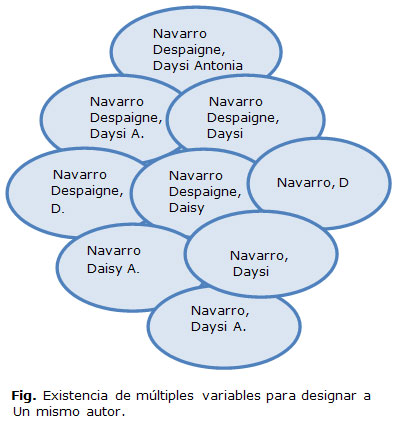 Navarro
Despaigne,
Daysi Antonia
Navarro
Despaigne,
Daysi A.
Navarro
Despaigne,
Daysi
Navarro
Despaigne,
D.
Navarro
Despaigne,
Daisy
Navarro, D
Navarro
Daisy A.
Navarro,
Daysi
Navarro,
Daysi A.
Fig. Existencia de múltiples variables para designar a
Un mismo autor.